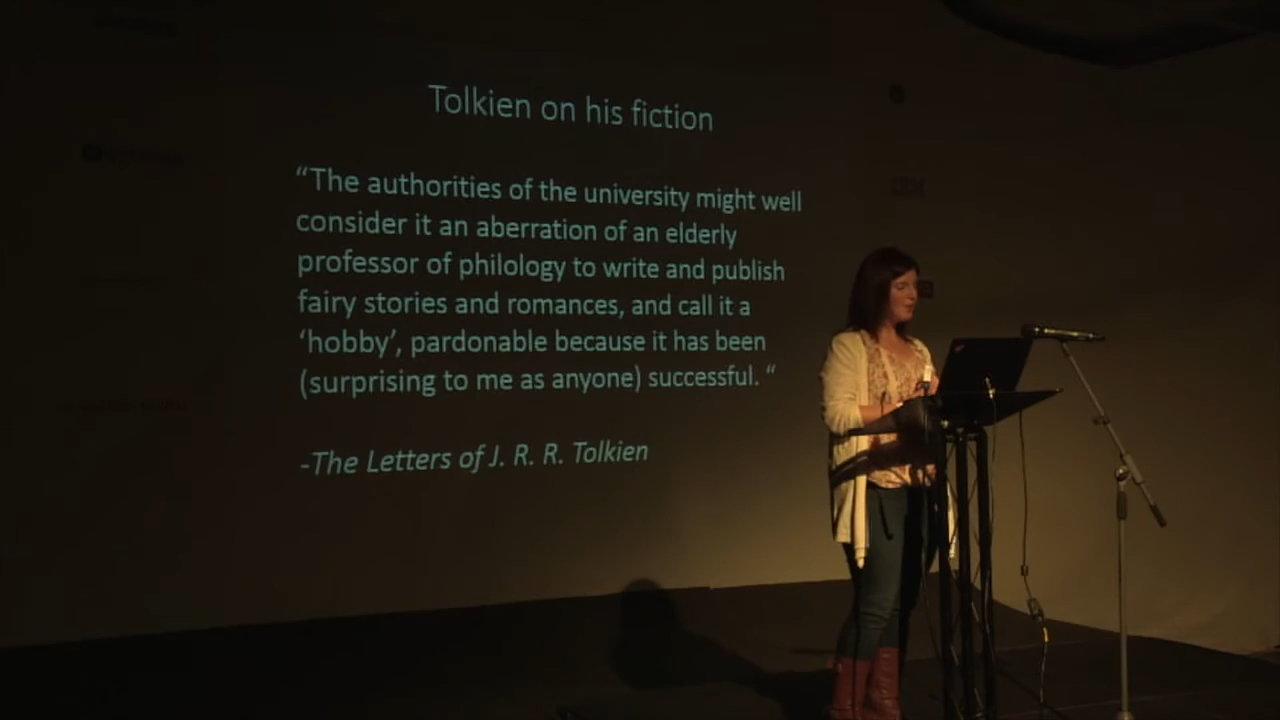 Tolkien on his fiction
“The authorities of the university might well
consider it an aberration of an elderly
professor of philology to write and publish
fairy stories and romances, and call it a
‘hobby’, pardonable because it has been
(surprising to me as anyone) successful. “
-The Letters of J. R. R. Tolkien